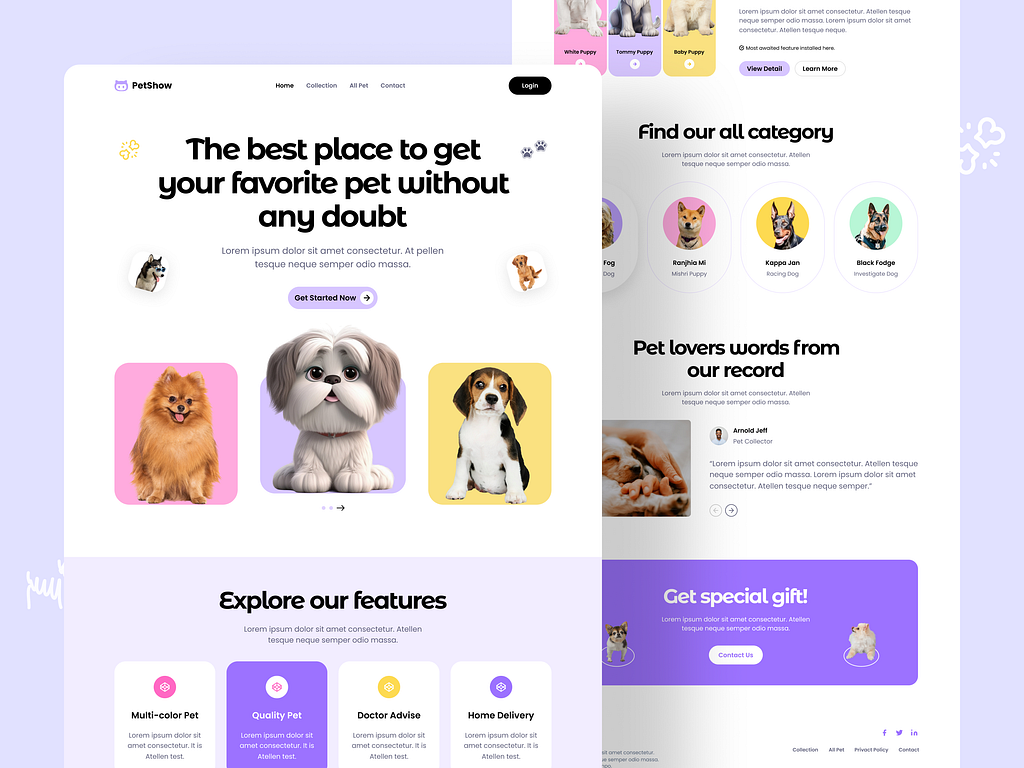 PetShow
Home
Collection
All Pet
Contact
Login
The best place to get
your favorite pet without
any doubt
Lorem ipsum dolor sit amet consectetur. At pellen
tesque neque semper odio massa.
Get Started Now
Explore our features
Lorem ipsum dolor sit amet consectetur. Atellen
tesque neque semper odio massa.
Multi-color Pet
Lorem ipsum dolor sit
amet consectetur. It is
Atellen test.
Quality Pet
Lorem ipsum dolor sit
amet consectetur. It is
Atellen test.
Doctor Advise
Lorem ipsum dolor sit
amet consectetur. It is
Atellen test.
Home Delivery
Lorem ipsum dolor sit
amet consectetur. It is
Atellen test.
White Puppy
Tommy Puppy
Baby Puppy
Lorem ipsum dolor sit amet consectetur. Atellen
tesque neque semper odio massa. Lorem ipsum dolor
sit amet consectetur. Atellen tesque neque.
Most awaited feature installed here.
View Detail
Learn More
Find our all category
Lorem ipsum dolor sit amet consectetur. Atellen
tesque neque semper odio massa.
Fog
Dog
Ranjhia Mi
Mishri Puppy
Kappa Jan
Racing Dog
Black Fodge
Investigate Dog
Pet lovers words from
our record
Lorem ipsum dolor sit amet consectetur. Atellen
tesque neque semper odio massa.
Arnold Jeff
Pet Collector
“Lorem ipsum dolor sit amet consectetur. Atellen tesque
neque semper odio massa. Lorem ipsum dolor sit amet
consectetur. Atellen tesque neque semper.”
Get special gift!
Lorem ipsum dolor sit amet consectetur. Atellen
tesque neque semper odio massa.
Contact Us
sit amet consectetur.
ue semper odio massa.
Collection
All Pet
Privact Policy
Contact